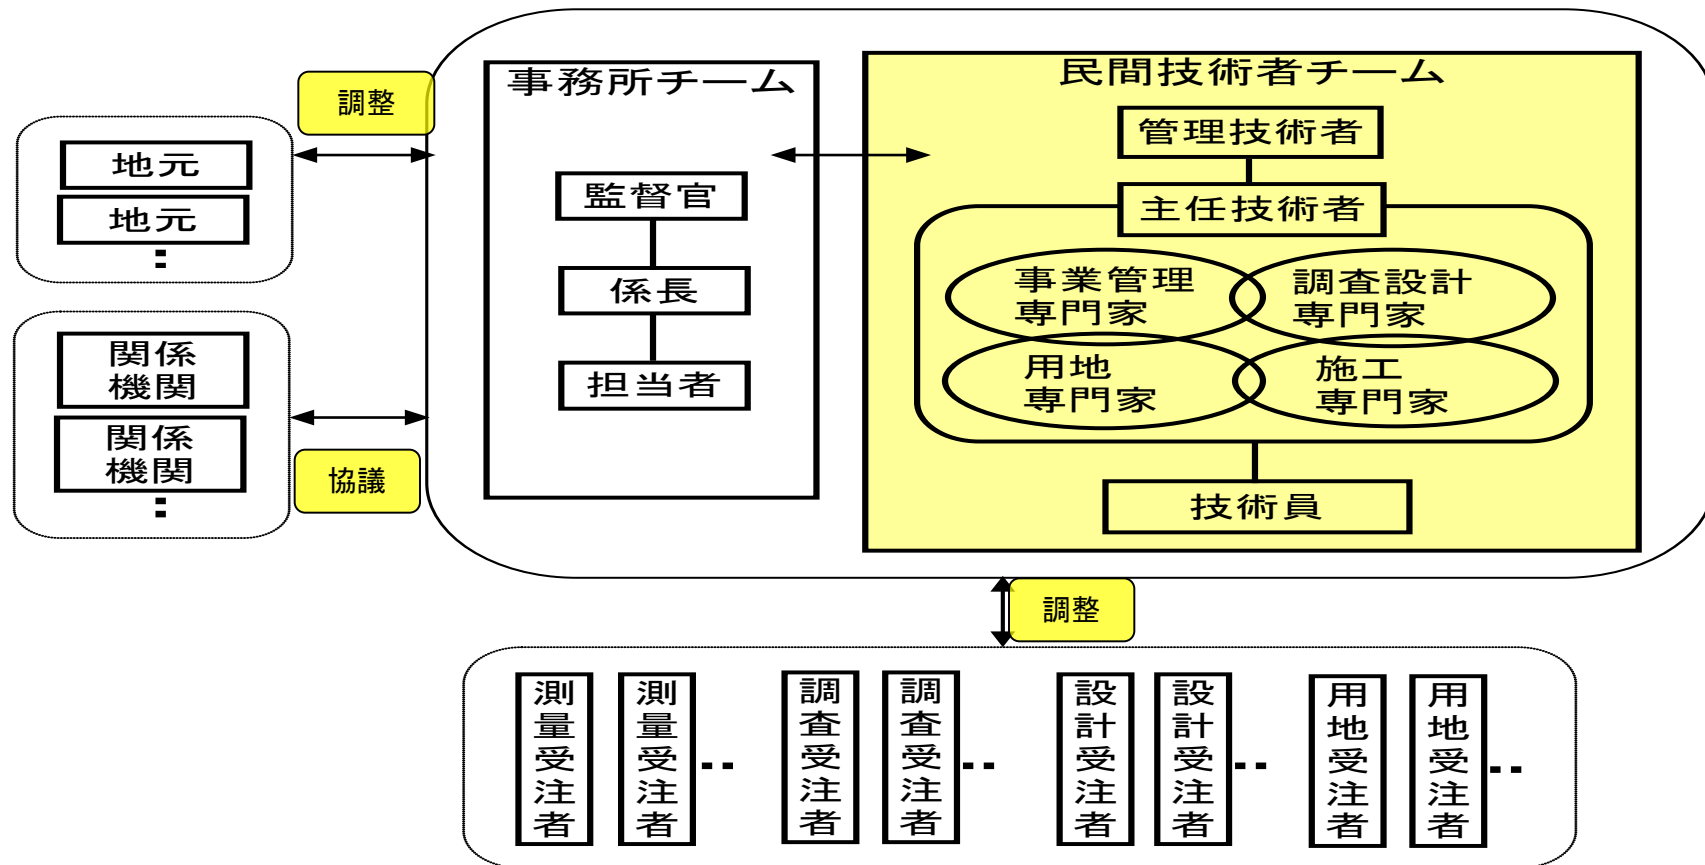 調整
地元
地元
関係
機関
関係
機関
協議
事務所チーム
監督官
係長
担当者
民間技術者チーム
管理技術者
主任技術者
事業管理
専門家
調査設計
専門家
用地
専門家
施工
専門家
技術員
調整
測量受注者
測量受注者
調査受注者
調査受注者
設計受注者
設計受注者
用地受注者
用地受注者